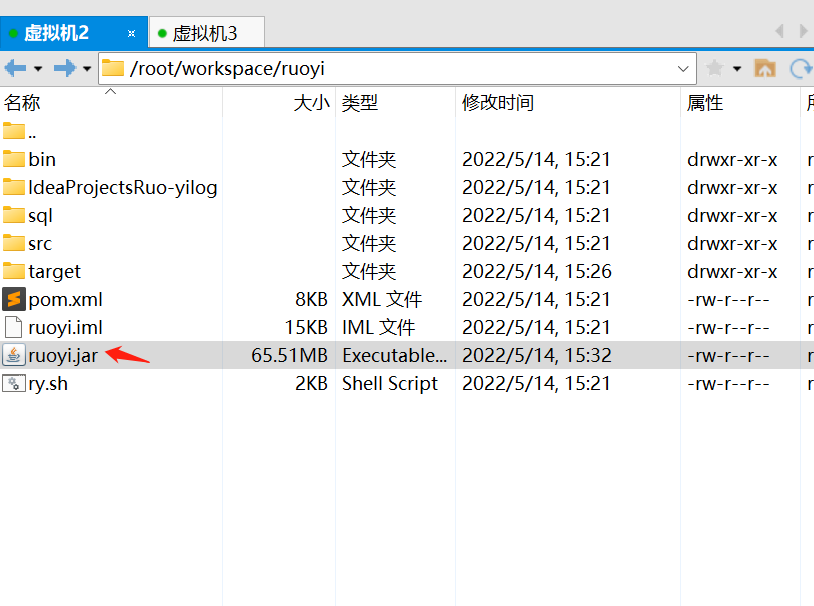 虚拟机2 × 虚拟机3
/root/workspace/ruoyi
名称 大小 类型 修改时间 属性
..
bin 文件夹 2022/5/14, 15:21 drwxr-xr-x
IdeaProjectsRuo-yilog 文件夹 2022/5/14, 15:21 drwxr-xr-x
sql 文件夹 2022/5/14, 15:21 drwxr-xr-x
src 文件夹 2022/5/14, 15:21 drwxr-xr-x
target 文件夹 2022/5/14, 15:26 drwxr-xr-x
pom.xml 8KB XML 文件 2022/5/14, 15:21 -rw-r--r--
ruoyi.iml 15KB IML 文件 2022/5/14, 15:21 -rw-r--r--
ruoyi.jar 65.51MB Executable... 2022/5/14, 15:32 -rw-r--r--
ry.sh 2KB Shell Script 2022/5/14, 15:21 -rw-r--r--